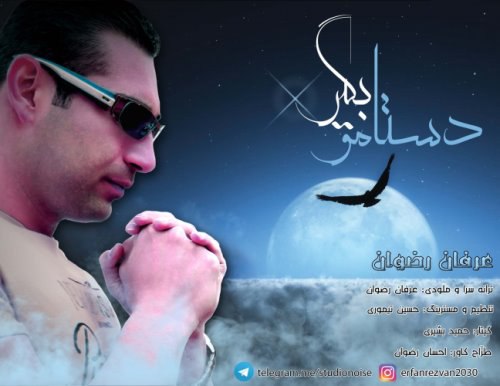 دستامو بگیر
عرفان رضوان
ترانه سرا و ملودی: عرفان رضوان
تنظیم و مسترینگ: حسین تیموری
گیتار: حمید بشیری
طراح کاور: احسان رضوان
telegram.me/studionoise erfanrezvan2030